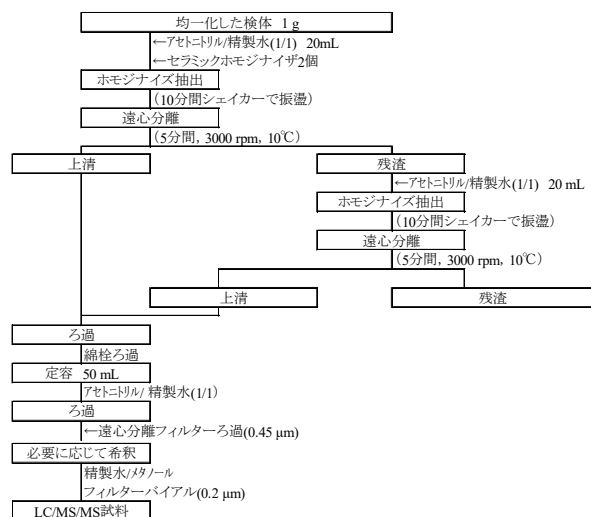 均一化した検体 1 g
←アセトニトリル/精製水(1/1) 20mL
←セラミックホモジナイザ2個
ホモジナイズ抽出
(10分間シェイカーで振盪)
遠心分離
(5分間, 3000 rpm, 10℃)
上清
残渣
←アセトニトリル/精製水(1/1) 20 mL
ホモジナイズ抽出
(10分間シェイカーで振盪)
遠心分離
(5分間, 3000 rpm, 10℃)
上清
残渣
ろ過
綿栓ろ過
定容 50 mL
アセトニトリル/ 精製水(1/1)
ろ過
←遠心分離フィルターろ過(0.45 μm)
必要に応じて希釈
精製水/メタノール
フィルターバイアル(0.2 μm)
LC/MS/MS試料